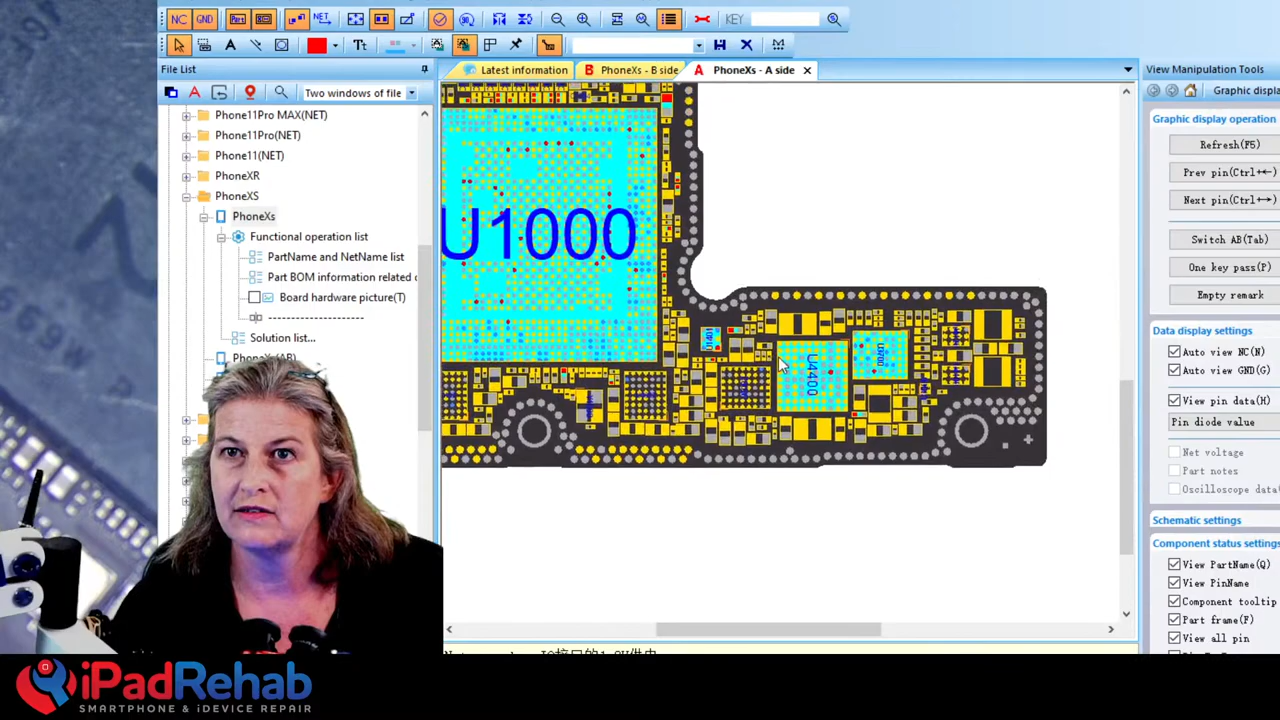 NC GND NET KEY
Tt
Latest information
B PhoneXs - B side
A PhoneXs - A side
File List
Two windows of file
Phone11Pro MAX(NET)
Phone11Pro(NET)
Phone11(NET)
PhoneXR
PhoneXS
PhoneXs
Functional operation list
PartName and NetName list
Part BOM information related
Board hardware picture(T)
--------------------
Solution list...
U1000
U4400
View Manipulation Tools
Graphic displa
Graphic display operation
Refresh(F5)
Prev pin(Ctrl+←)
Next pin(Ctrl+←)
Switch AB(Tab)
One key pass(P)
Empty remark
Data display settings
Auto view NC(N)
Auto view GND(G)
View pin data(H)
Pin diode value
Net voltage
Part notes
Oscilloscope data(
Schematic settings
Component status settings
View PartName(Q)
View PinName
Component tooltip
Part frame(F)
View all pin
iPadRehab
SMARTPHONE & iDEVICE REPAIR